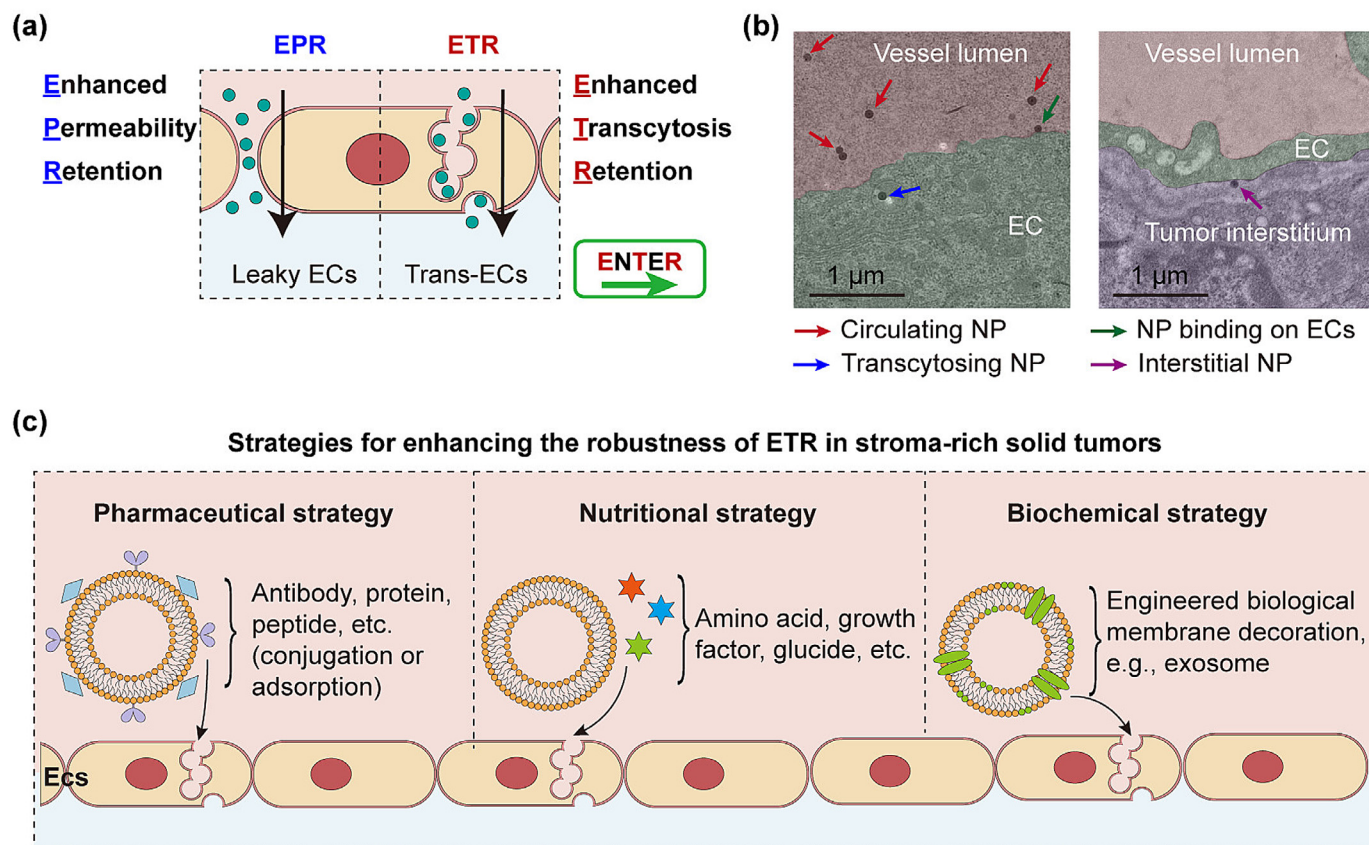 (a)
EPR
ETR
Enhanced
Permeability
Retention
Enhanced
Transcytosis
Retention
Leaky ECs
Trans-ECs
ENTER
(b)
Vessel lumen
EC
1 µm
Vessel lumen
EC
Tumor interstitium
1 µm
Circulating NP
NP binding on ECs
Transcytosing NP
Interstitial NP
(c)
Strategies for enhancing the robustness of ETR in stroma-rich solid tumors
Pharmaceutical strategy
Antibody, protein,
peptide, etc.
(conjugation or
adsorption)
Nutritional strategy
Amino acid, growth
factor, glucide, etc.
Biochemical strategy
Engineered biological
membrane decoration,
e.g., exosome
Ecs